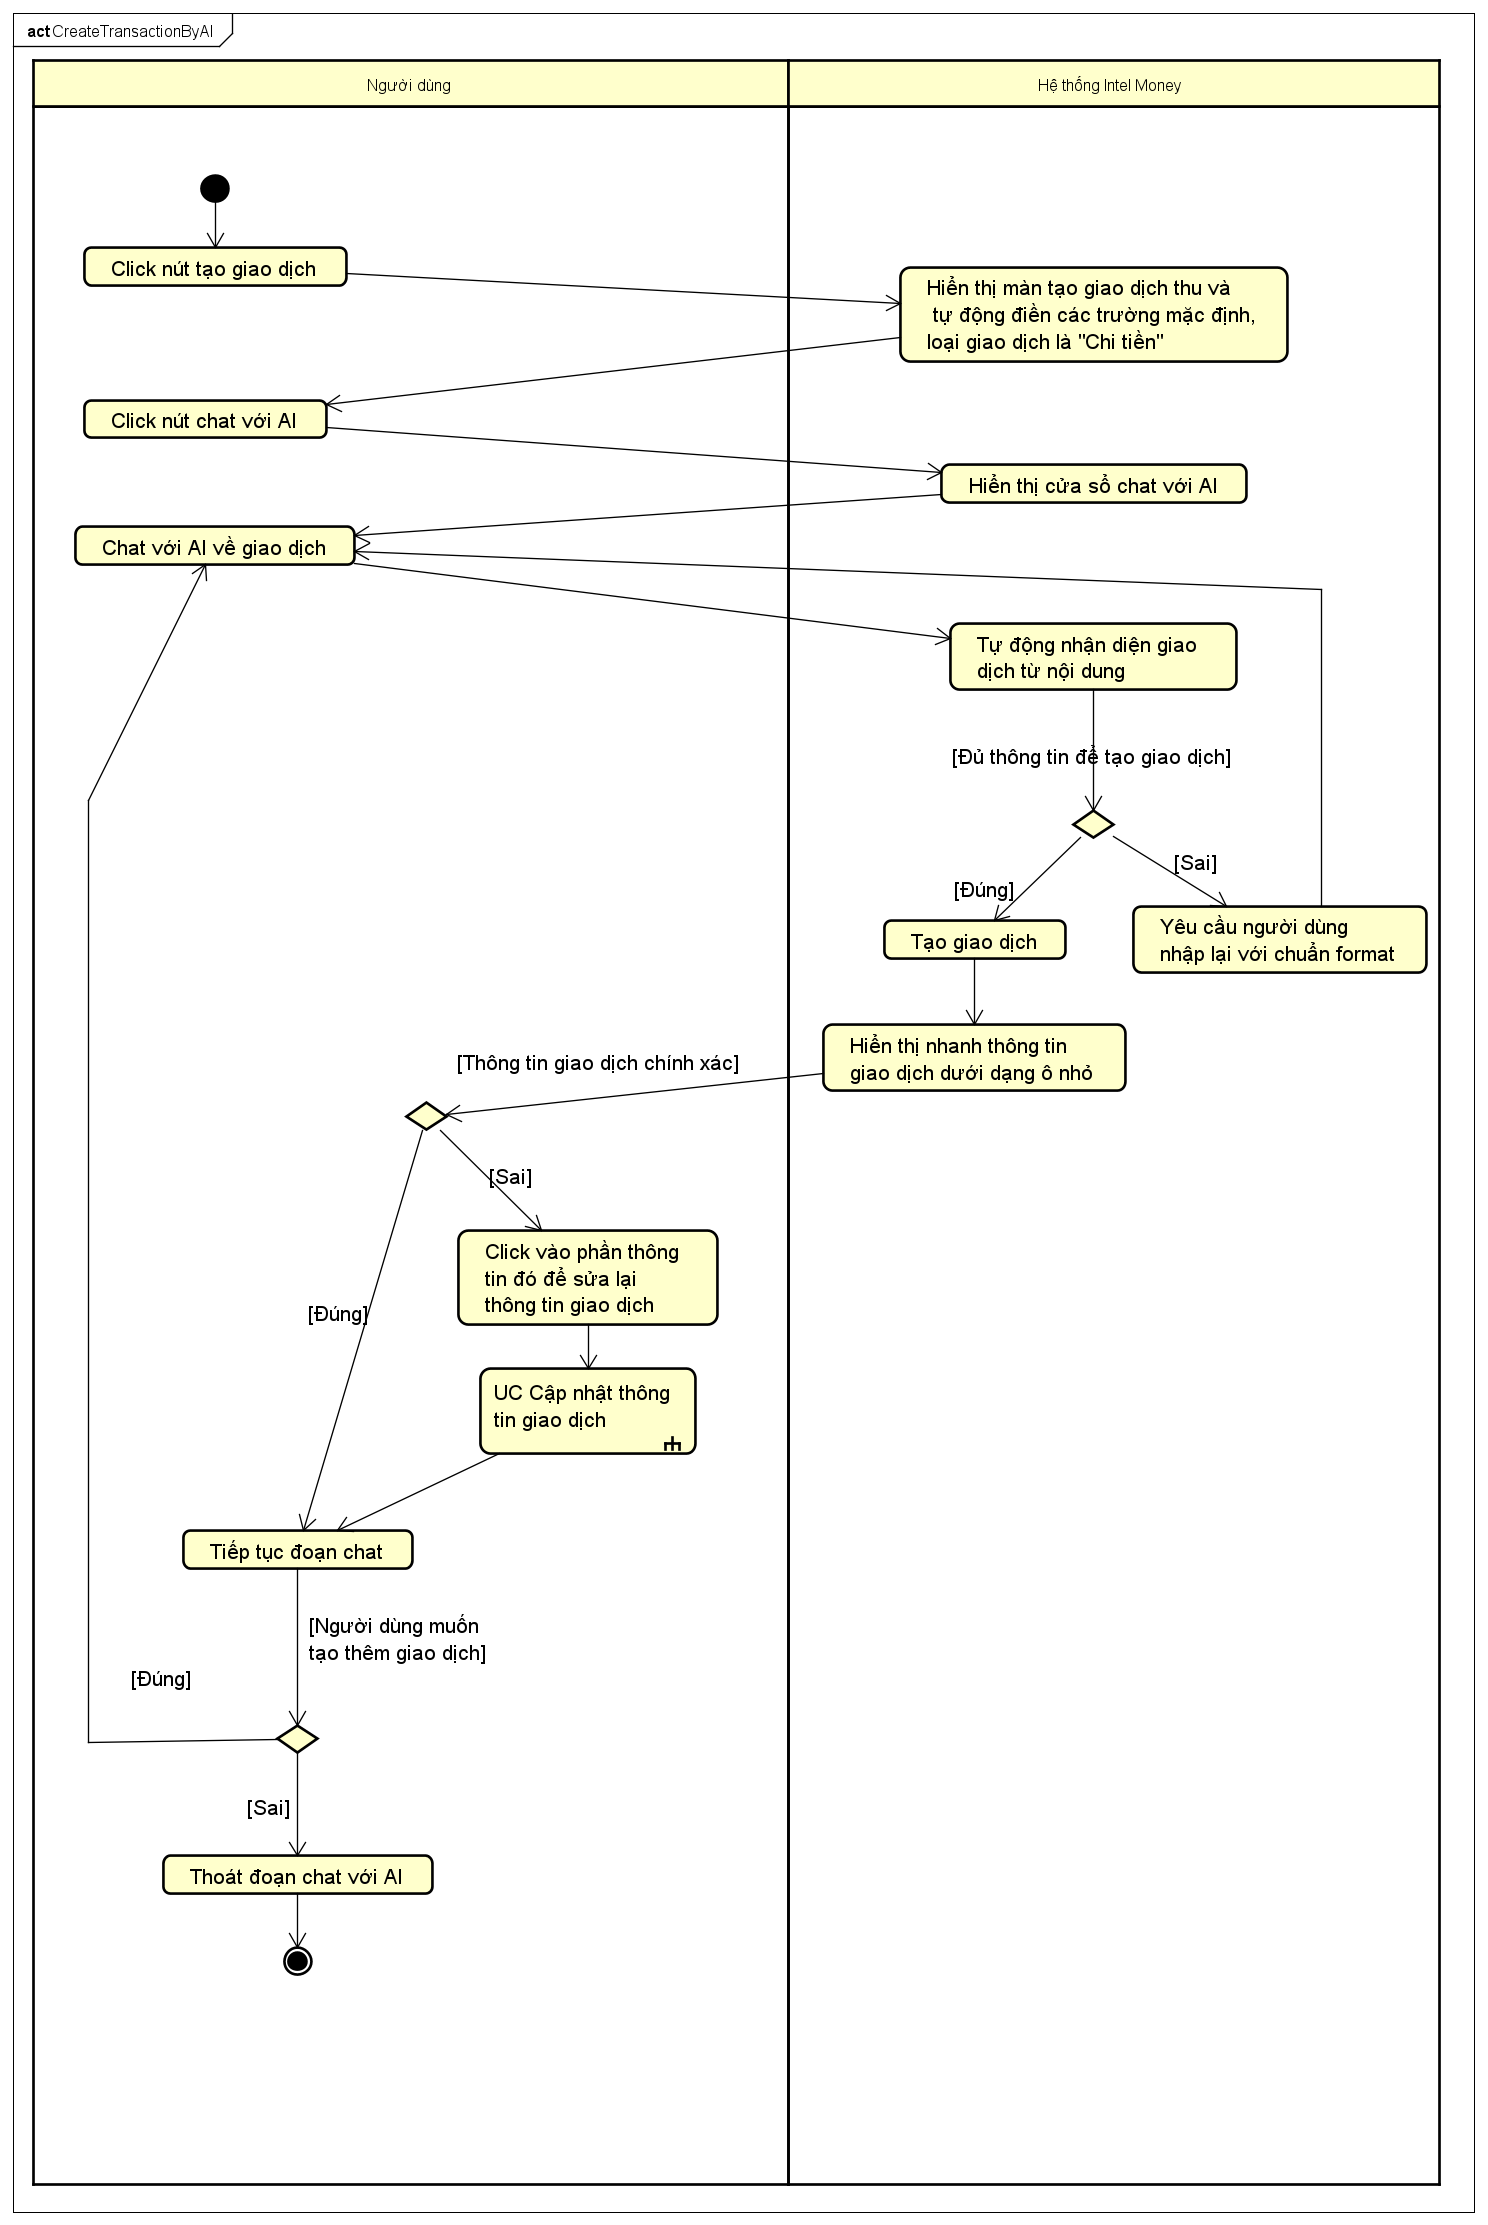 act CreateTransactionByAI
Người dùng
Hệ thống Intel Money
Click nút tạo giao dịch
Hiển thị màn tạo giao dịch thu và
tự động điền các trường mặc định,
loại giao dịch là "Chi tiền"
Click nút chat với AI
Hiển thị cửa sổ chat với AI
Chat với AI về giao dịch
Tự động nhận diện giao
dịch từ nội dung
[Đủ thông tin để tạo giao dịch]
[Sai]
[Đúng]
Tạo giao dịch
Yêu cầu người dùng
nhập lại với chuẩn format
Hiển thị nhanh thông tin
giao dịch dưới dạng ô nhỏ
[Thông tin giao dịch chính xác]
[Sai]
Click vào phần thông
tin đó để sửa lại
thông tin giao dịch
[Đúng]
UC Cập nhật thông
tin giao dịch
Tiếp tục đoạn chat
[Người dùng muốn
tạo thêm giao dịch]
[Đúng]
[Sai]
Thoát đoạn chat với AI